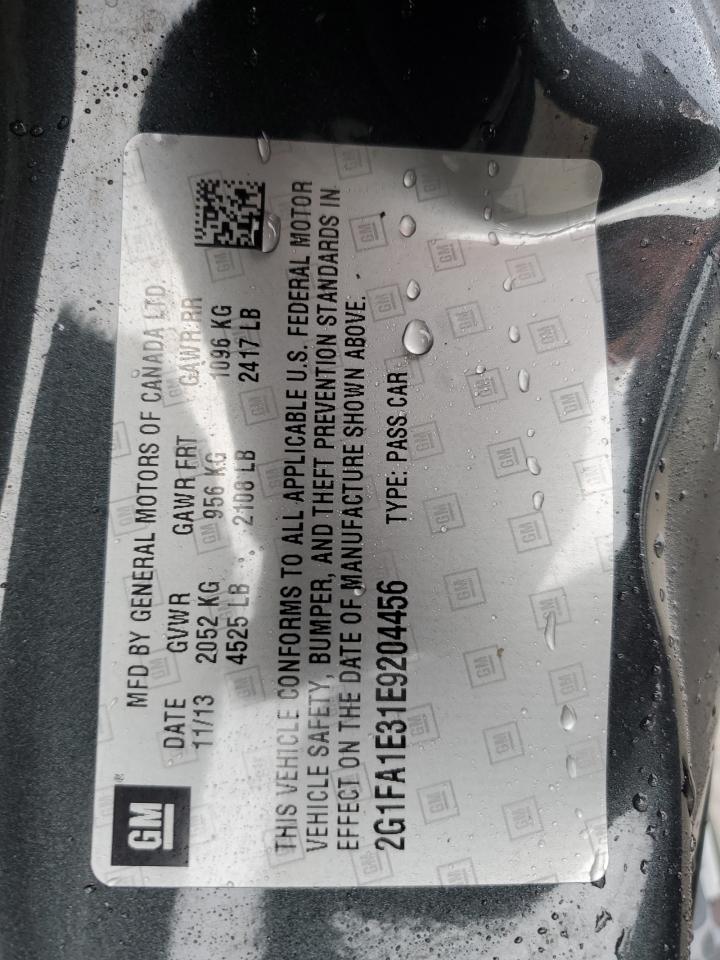 GM ®
MFD BY GENERAL MOTORS OF CANADA LTD
DATE GVWR GAWR FRT GAWR RR
11/13 2052 KG 956 KG 1096 KG
4525 LB 2108 LB 2417 LB
THIS VEHICLE CONFORMS TO ALL APPLICABLE U.S. FEDERAL MOTOR
VEHICLE SAFETY, BUMPER, AND THEFT PREVENTION STANDARDS IN
EFFECT ON THE DATE OF MANUFACTURE SHOWN ABOVE.
2G1FA1E31E9204456 TYPE: PASS CAR